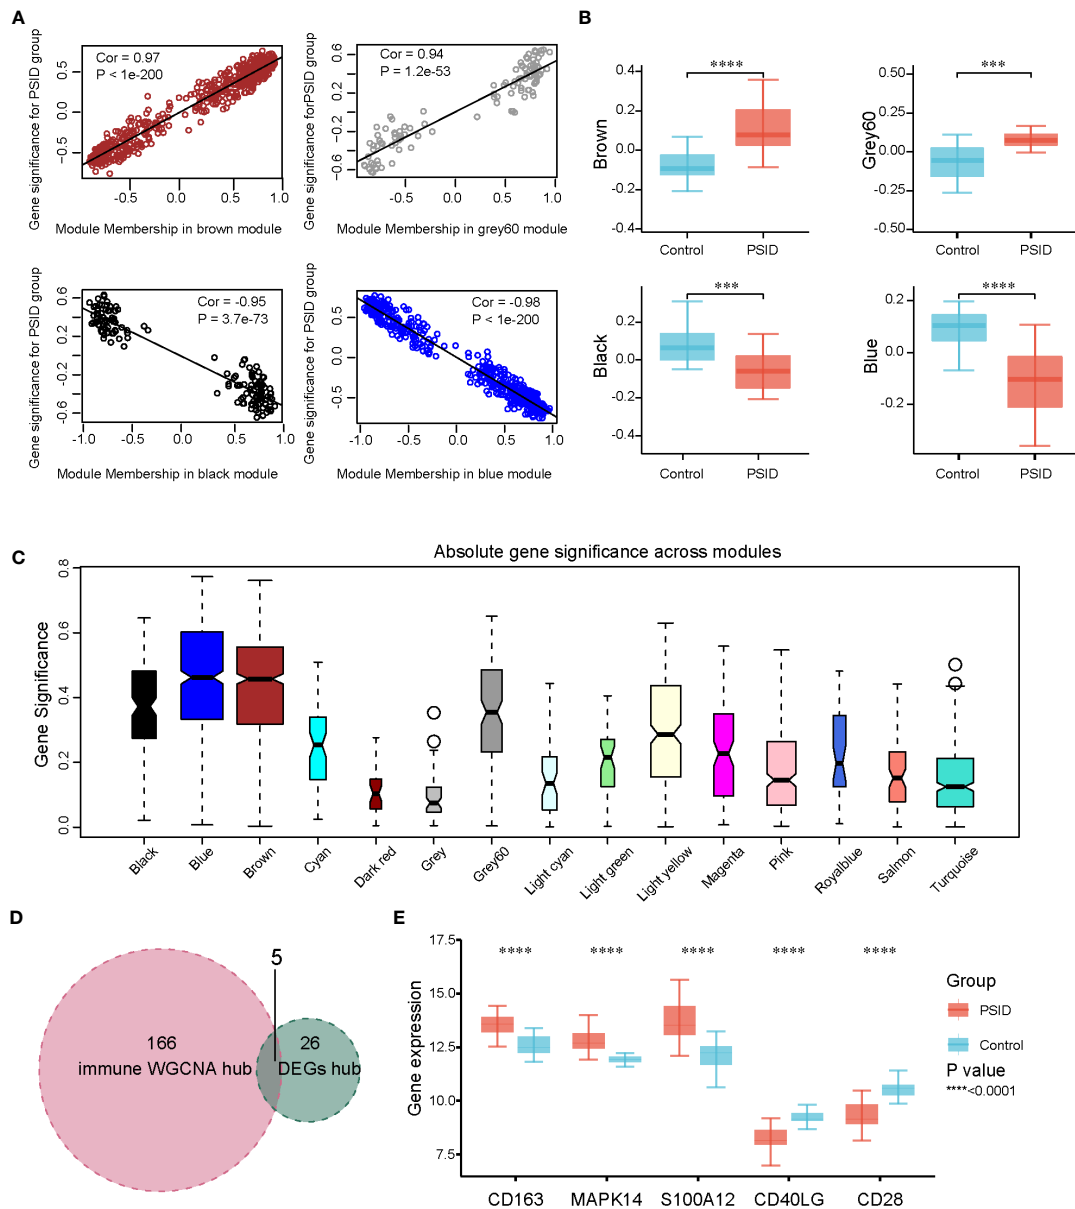 A
Gene significance for PSID group
Cor = 0.97
P < 1e-200
0.5
0.0
-0.5
-0.5
0.0
0.5
1.0
Module Membership in brown module
Gene significance forPSID group
Cor = 0.94
P = 1.2e-53
0.6
0.2
-0.2
-0.6
-0.5
0.0
0.5
1.0
Module Membership in grey60 module
Gene significance for PSID group
Cor = -0.95
P = 3.7e-73
0.6
0.2
-0.2
-0.6
-1.0
-0.5
0.0
0.5
1.0
Module Membership in black module
Gene significance for PSID group
Cor = -0.98
P < 1e-200
0.5
0.0
-0.5
-1.0
-0.5
0.0
0.5
1.0
Module Membership in blue module
B
Brown
****
0.4
0.2
0.0
-0.2
-0.4
Control
PSID
Grey60
***
0.50
0.25
0.00
-0.25
-0.50
Control
PSID
Black
***
0.2
0.0
-0.2
-0.4
Control
PSID
Blue
****
0.2
0.0
-0.2
Control
PSID
C
Absolute gene significance across modules
Gene Significance
0.8
0.6
0.4
0.2
0.0
Black
Blue
Brown
Cyan
Dark red
Grey
Grey60
Light cyan
Light green
Light yellow
Magenta
Pink
Royalblue
Salmon
Turquoise
D
5
166
immune WGCNA hub
26
DEGs hub
E
Gene expression
17.5
15.0
12.5
10.0
7.5
****
****
****
****
****
CD163
MAPK14
S100A12
CD40LG
CD28
Group
PSID
Control
P value
****<0.0001